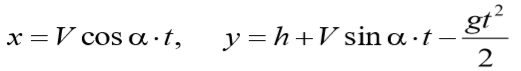 x = V cos α · t,  y = h + V sin α · t − gt²/2